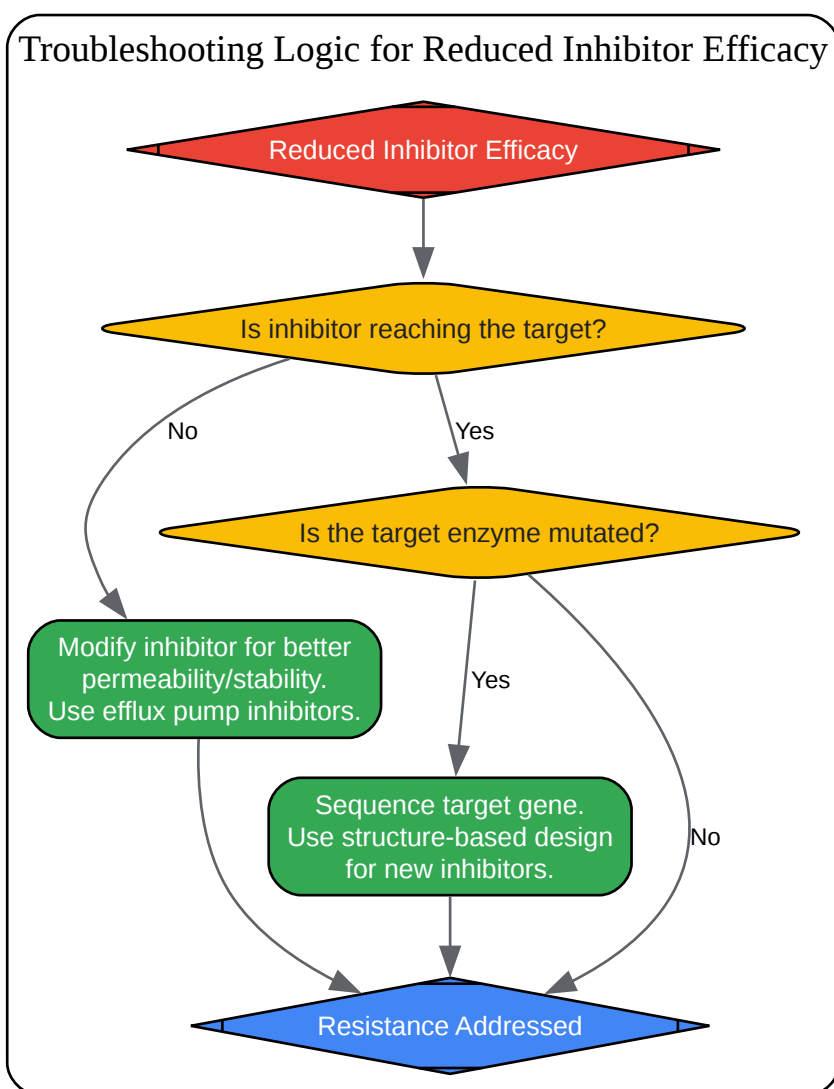 Troubleshooting Logic for Reduced Inhibitor Efficacy
Reduced Inhibitor Efficacy
Is inhibitor reaching the target?
No
Yes
Is the target enzyme mutated?
Modify inhibitor for better
permeability/stability.
Use efflux pump inhibitors.
Yes
Sequence target gene.
Use structure-based design
for new inhibitors.
No
Resistance Addressed